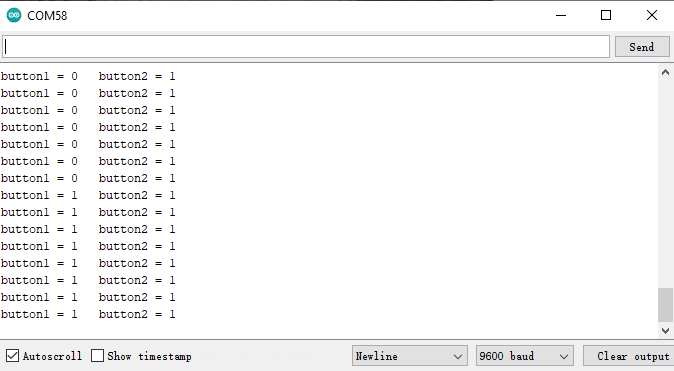 COM58
Send
button1 = 0   button2 = 1
button1 = 0   button2 = 1
button1 = 0   button2 = 1
button1 = 0   button2 = 1
button1 = 0   button2 = 1
button1 = 0   button2 = 1
button1 = 0   button2 = 1
button1 = 1   button2 = 1
button1 = 1   button2 = 1
button1 = 1   button2 = 1
button1 = 1   button2 = 1
button1 = 1   button2 = 1
button1 = 1   button2 = 1
button1 = 1   button2 = 1
button1 = 1   button2 = 1
Autoscroll Show timestamp Newline 9600 baud Clear output